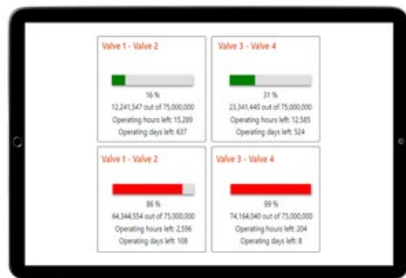 Valve 1 - Valve 2
16 %
12,241,547 out of 75,000,000
Operating hours left: 15,289
Operating days left: 637
Valve 3 - Valve 4
31 %
23,341,440 out of 75,000,000
Operating hours left: 12,585
Operating days left: 524
Valve 1 - Valve 2
86 %
64,344,554 out of 75,000,000
Operating hours left: 2,596
Operating days left: 108
Valve 3 - Valve 4
99 %
74,164,040 out of 75,000,000
Operating hours left: 204
Operating days left: 8